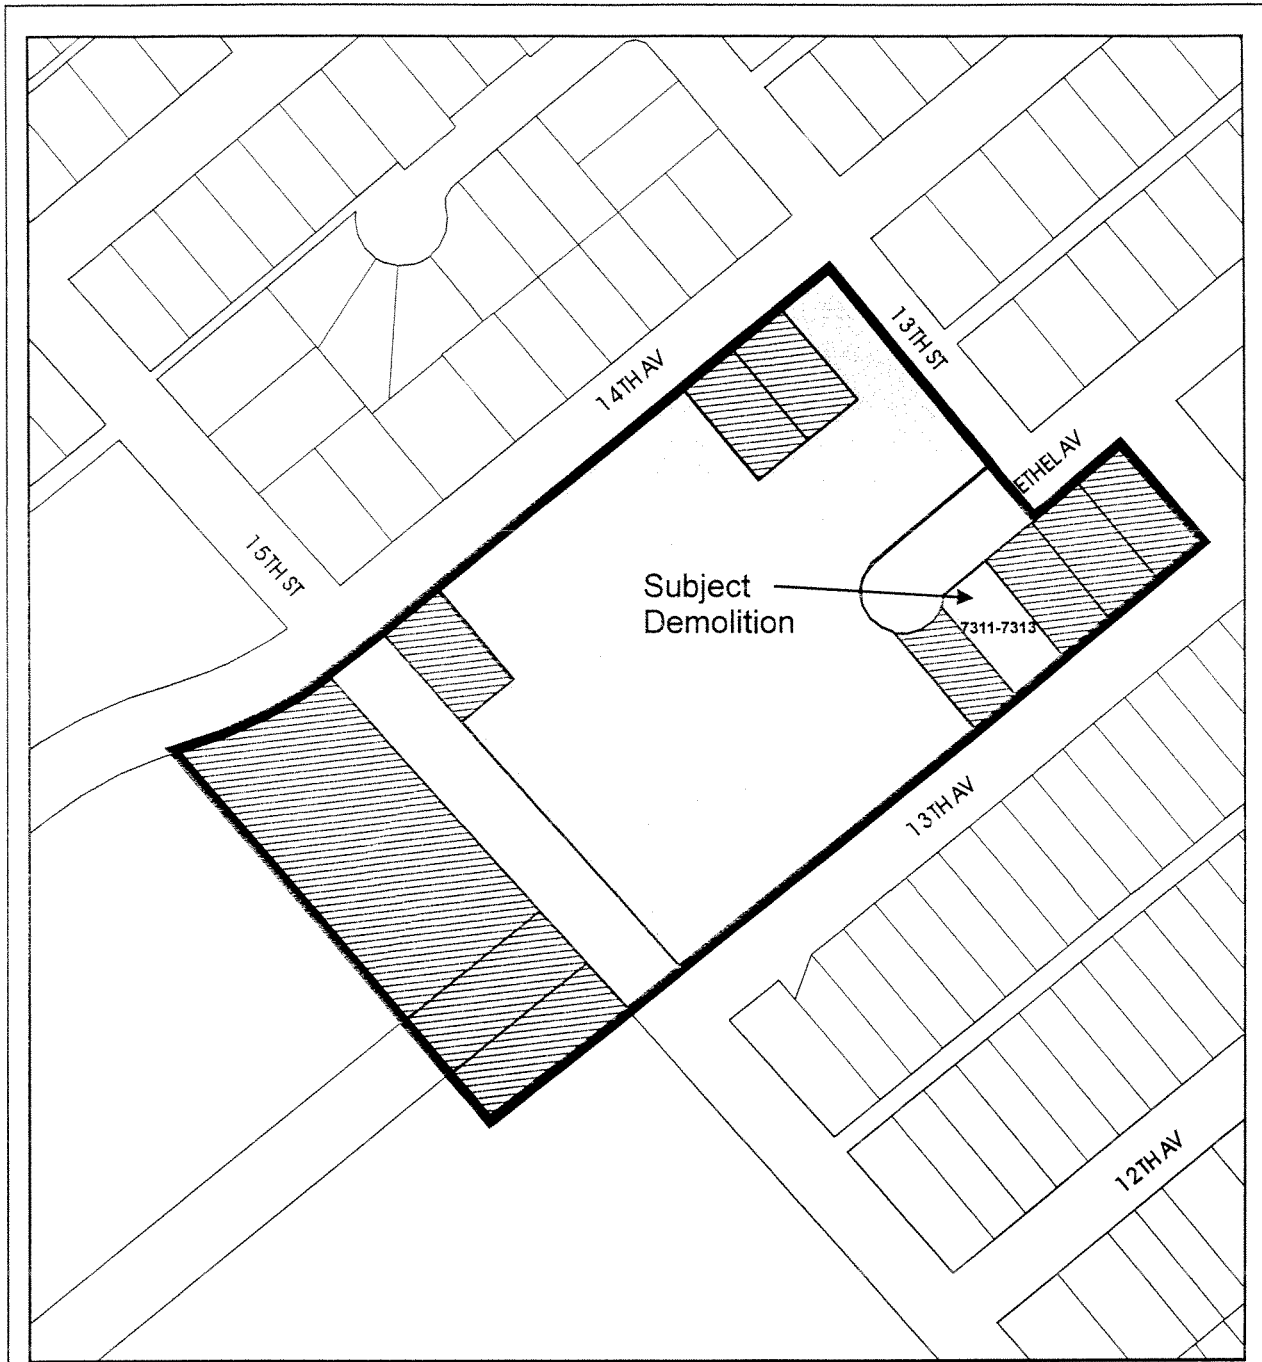 13TH ST
14TH AV
ETHEL AV
15TH ST
Subject
Demolition
7311-7313
13TH AV
12TH AV